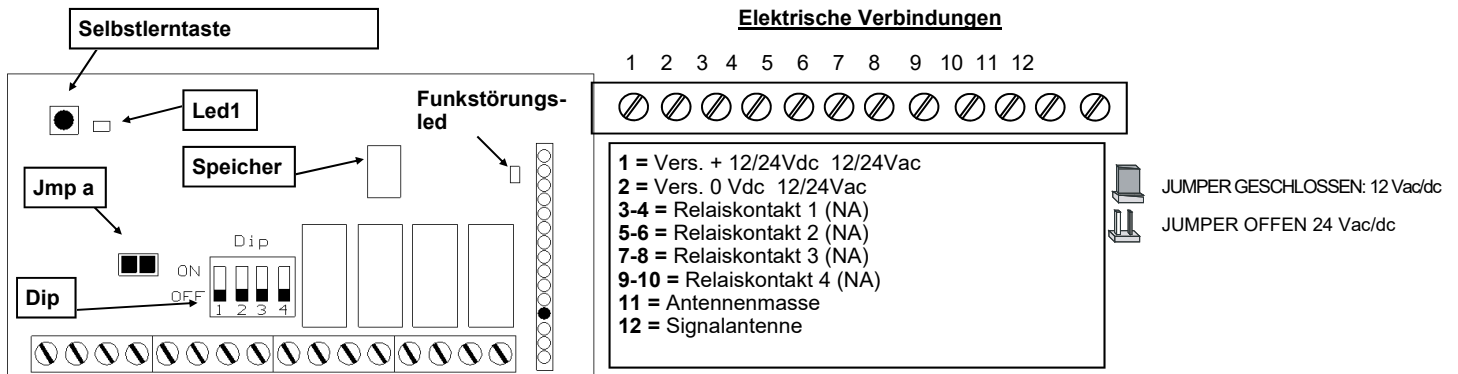 Elektrische Verbindungen
Selbstlerntaste
Led1
Funkstörungs-
led
Speicher
Jmp a
Dip
ON
OFF
1 2 3 4
Dip
1 2 3 4 5 6 7 8 9 10 11 12
1 = Vers. + 12/24Vdc 12/24Vac
2 = Vers. 0 Vdc 12/24Vac
3-4 = Relaiskontakt 1 (NA)
5-6 = Relaiskontakt 2 (NA)
7-8 = Relaiskontakt 3 (NA)
9-10 = Relaiskontakt 4 (NA)
11 = Antennenmasse
12 = Signalantenne
JUMPER GESCHLOSSEN: 12 Vac/dc
JUMPER OFFEN 24 Vac/dc